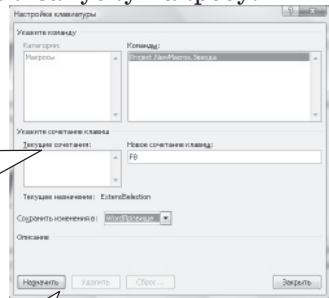 Настройка клавиатуры
Укажите команду
Категории:
Команды:
Макросы
Project.NewMacros.Звезда
Укажите сочетание клавиш
Текущие сочетания:
Новое сочетание клавиш:
F8
Текущее назначение: ExtendSelection
Сохранить изменения в:
Описание
Назначить
Удалить
Сброс...
Закрыть